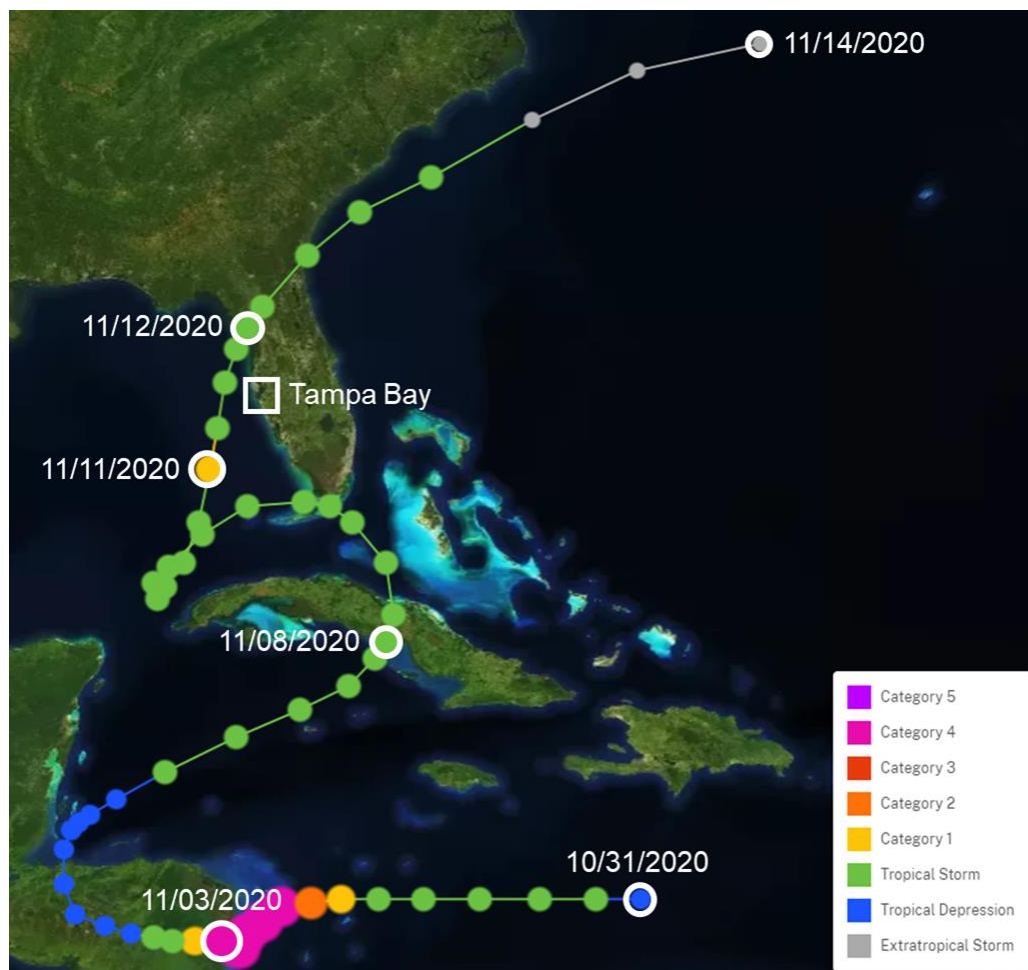 11/14/2020
11/12/2020
Tampa Bay
11/11/2020
11/08/2020
10/31/2020
11/03/2020
Category 5
Category 4
Category 3
Category 2
Category 1
Tropical Storm
Tropical Depression
Extratropical Storm